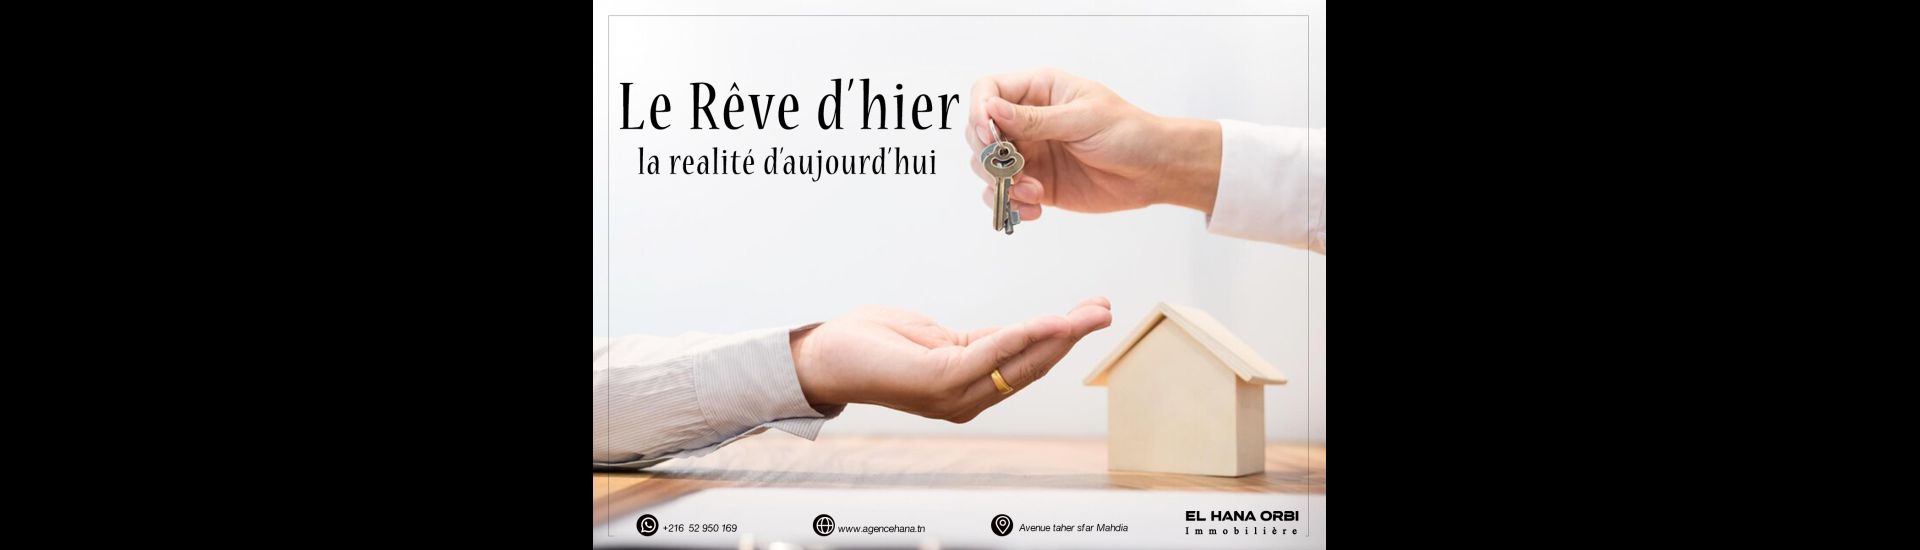 Le Rêve d'hier
la realité d'aujourd'hui
+216 52 950 169
www.agencehana.tn
Avenue taher sfar Mahdia
EL HANA ORBI
Immobilière